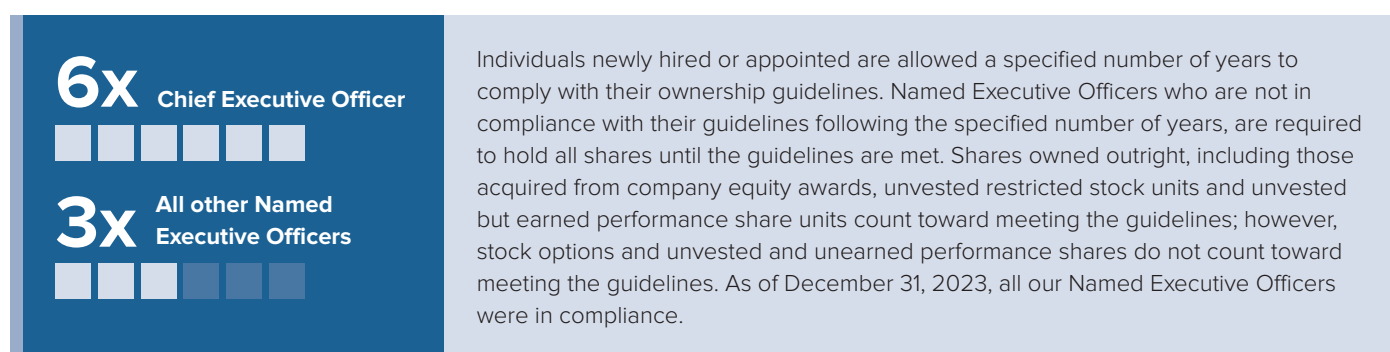 6x Chief Executive Officer
3x All other Named
Executive Officers
Individuals newly hired or appointed are allowed a specified number of years to
comply with their ownership guidelines. Named Executive Officers who are not in
compliance with their guidelines following the specified number of years, are required
to hold all shares until the guidelines are met. Shares owned outright, including those
acquired from company equity awards, unvested restricted stock units and unvested
but earned performance share units count toward meeting the guidelines; however,
stock options and unvested and unearned performance shares do not count toward
meeting the guidelines. As of December 31, 2023, all our Named Executive Officers
were in compliance.